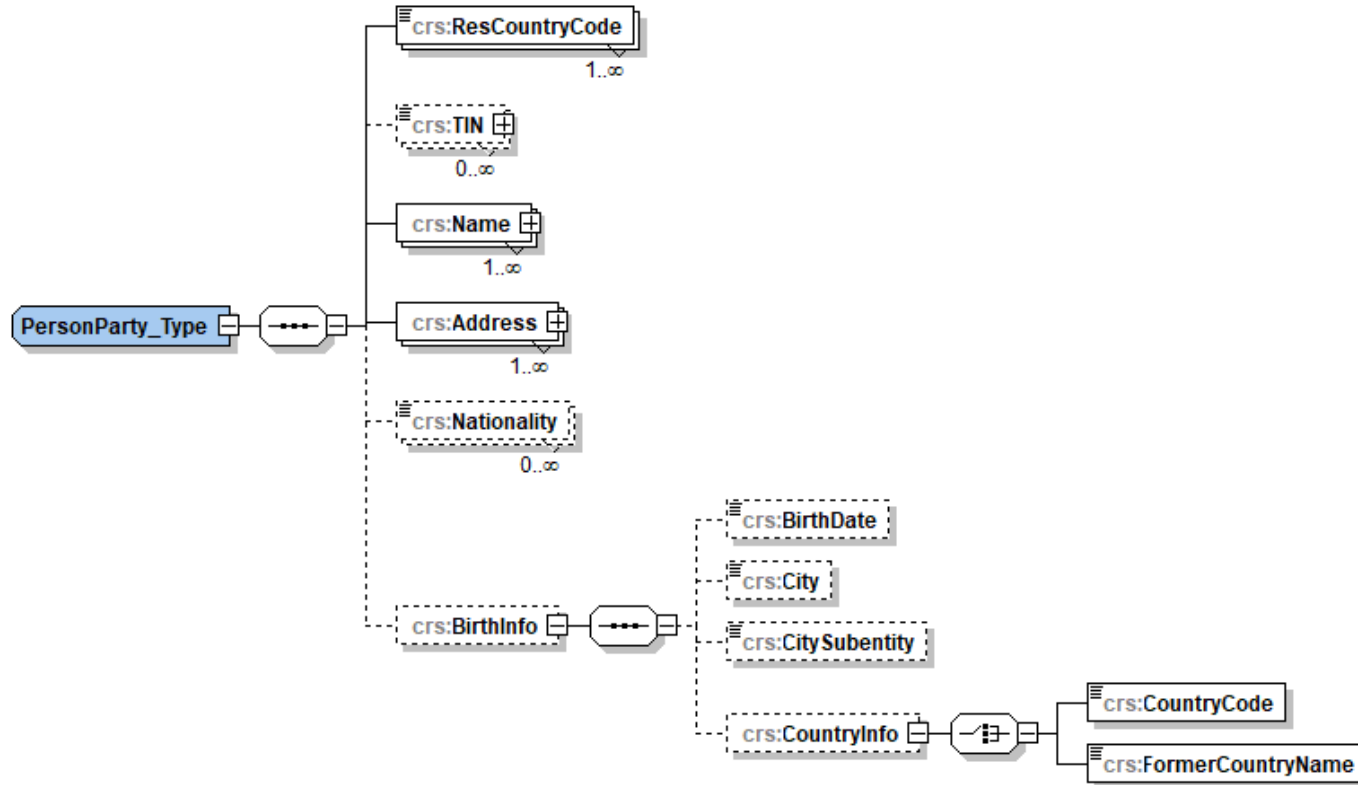 crs:ResCountryCode
1..∞
crs:TIN
0..∞
crs:Name
1..∞
PersonParty_Type
crs:Address
1..∞
crs:Nationality
0..∞
crs:BirthInfo
crs:BirthDate
crs:City
crs:CitySubentity
crs:CountryInfo
crs:CountryCode
crs:FormerCountryName